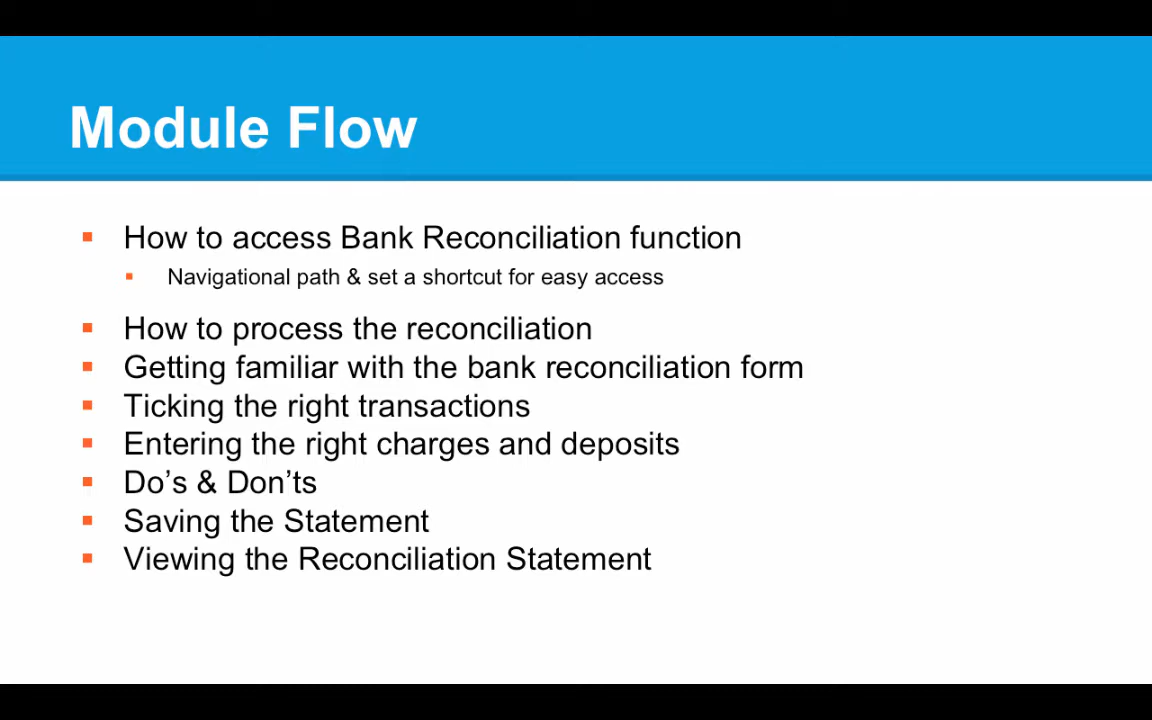 Module Flow
How to access Bank Reconciliation function
Navigational path & set a shortcut for easy access
How to process the reconciliation
Getting familiar with the bank reconciliation form
Ticking the right transactions
Entering the right charges and deposits
Do’s & Don’ts
Saving the Statement
Viewing the Reconciliation Statement